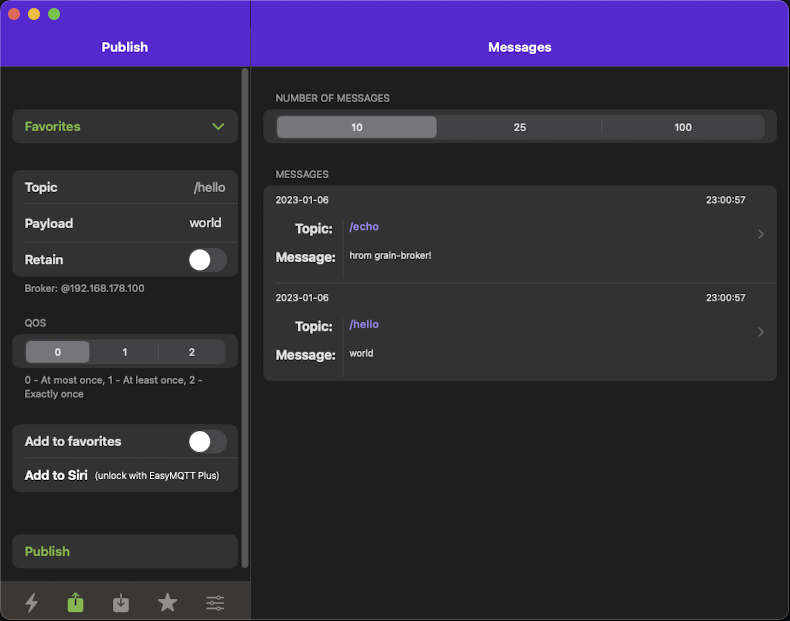 Publish
Messages
Favorites
Topic /hello
Payload world
Retain
Broker: @192.168.178.100
QOS
0 1 2
0 - At most once, 1 - At least once, 2 -
Exactly once
Add to favorites
Add to Siri (unlock with EasyMQTT Plus)
Publish
NUMBER OF MESSAGES
10 25 100
MESSAGES
2023-01-06 23:00:57
Topic: /echo
Message: hrom grain-broker!
2023-01-06 23:00:57
Topic: /hello
Message: world